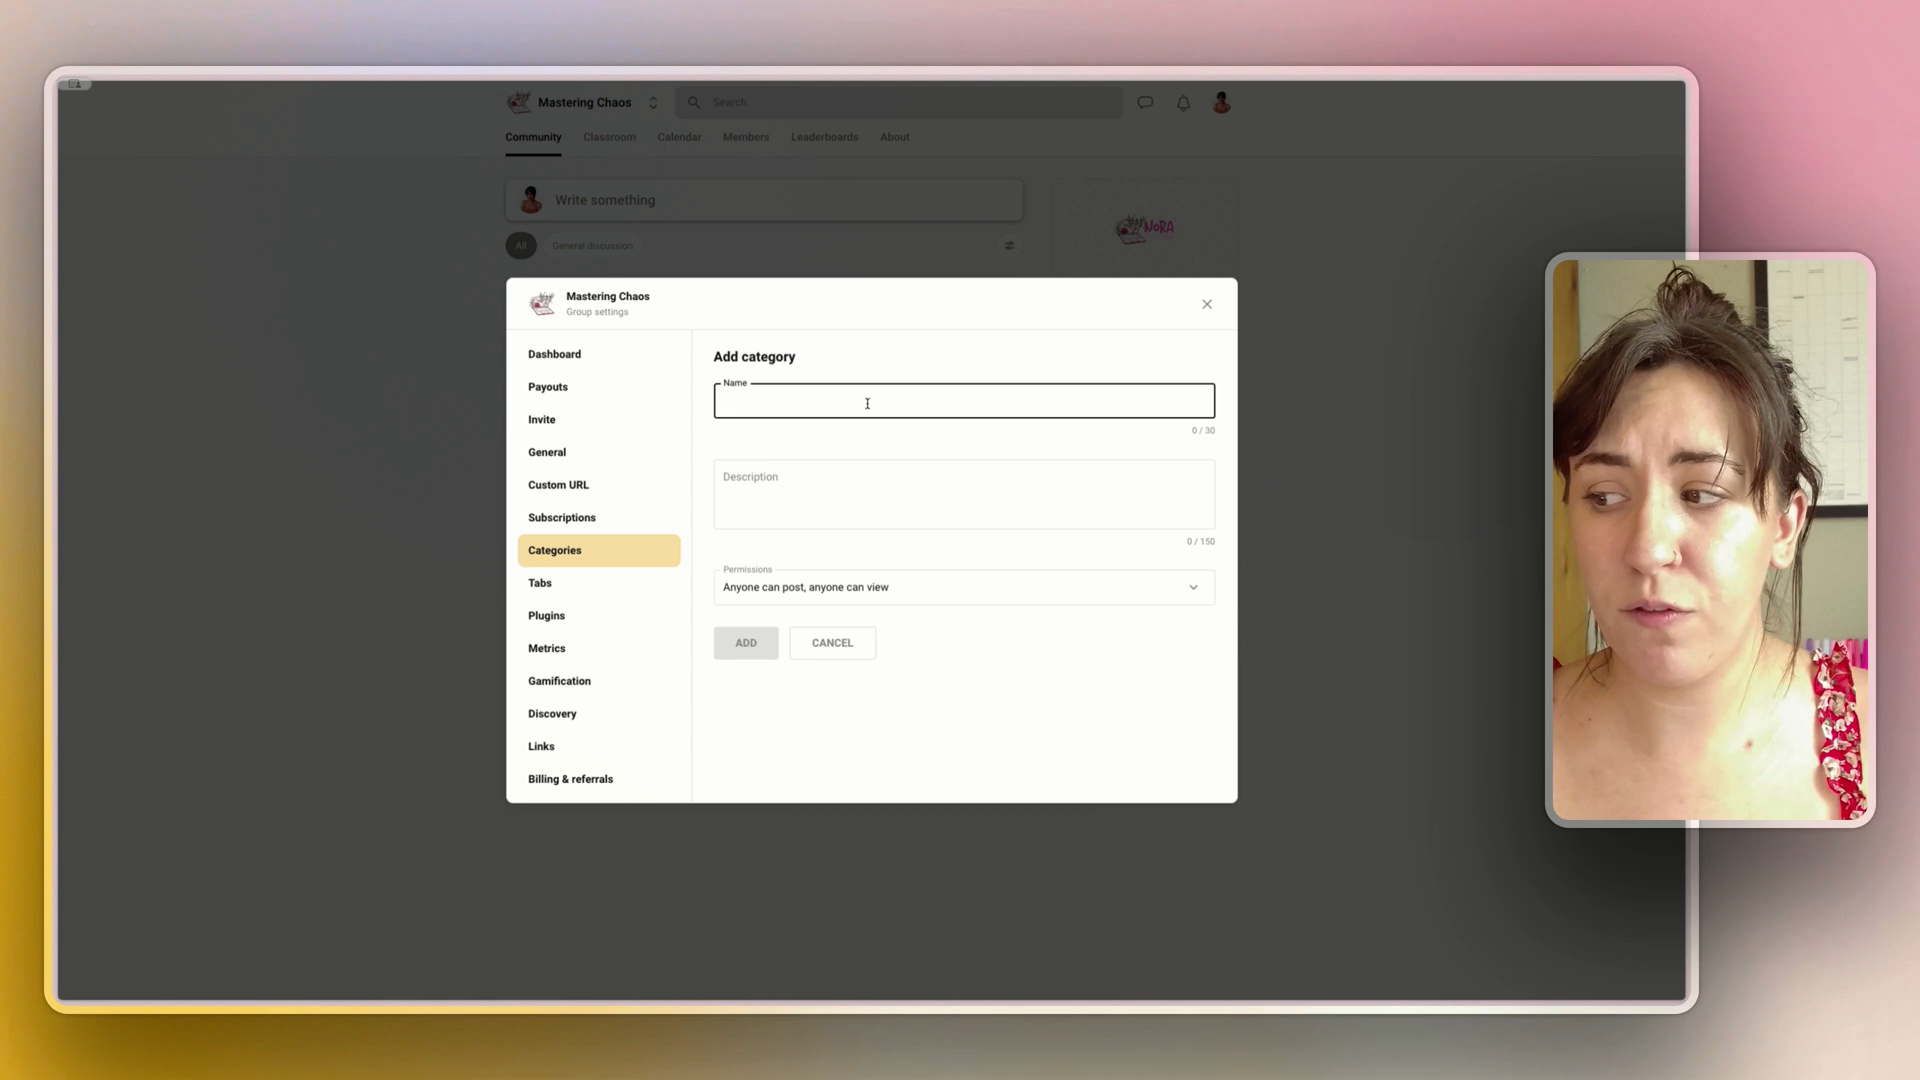 Mastering Chaos
Search
Community Classroom Calendar Members Leaderboards About
Write something
All General discussion
NORA
Mastering Chaos
Group settings
Dashboard
Payouts
Invite
General
Custom URL
Subscriptions
Categories
Tabs
Plugins
Metrics
Gamification
Discovery
Links
Billing & referrals
Add category
Name
0 / 30
Description
0 / 150
Permissions
Anyone can post, anyone can view
ADD CANCEL